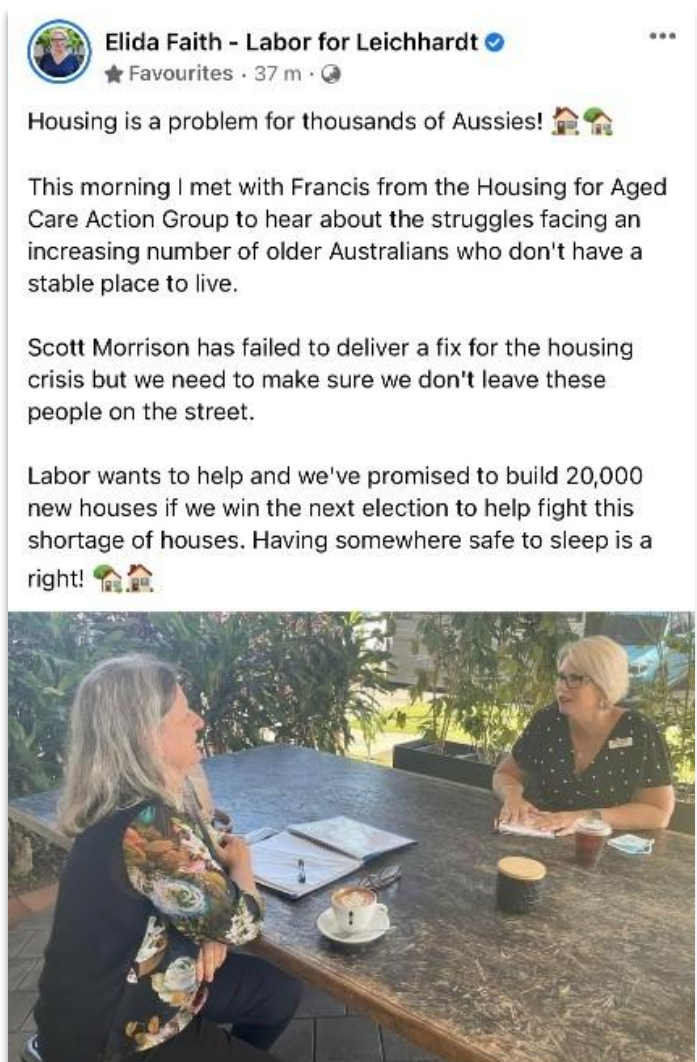 Elida Faith - Labor for Leichhardt
Favourites · 37 m ·
Housing is a problem for thousands of Aussies! 🏠🏡
This morning I met with Francis from the Housing for Aged
Care Action Group to hear about the struggles facing an
increasing number of older Australians who don't have a
stable place to live.
Scott Morrison has failed to deliver a fix for the housing
crisis but we need to make sure we don't leave these
people on the street.
Labor wants to help and we've promised to build 20,000
new houses if we win the next election to help fight this
shortage of houses. Having somewhere safe to sleep is a
right! 🏡🏠